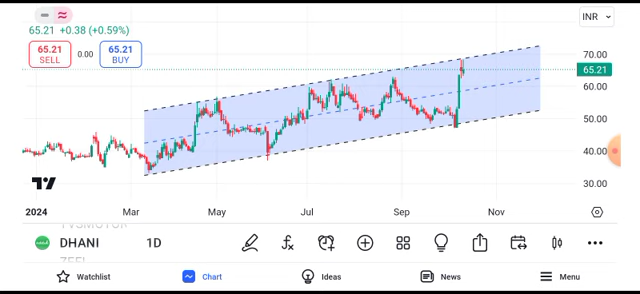 INR
65.21 +0.38 (+0.59%)
65.21
SELL
0.00
65.21
BUY
70.00
65.21
60.00
50.00
40.00
30.00
2024 Mar May Jul Sep Nov
DHANI 1D
Watchlist Chart Ideas News Menu